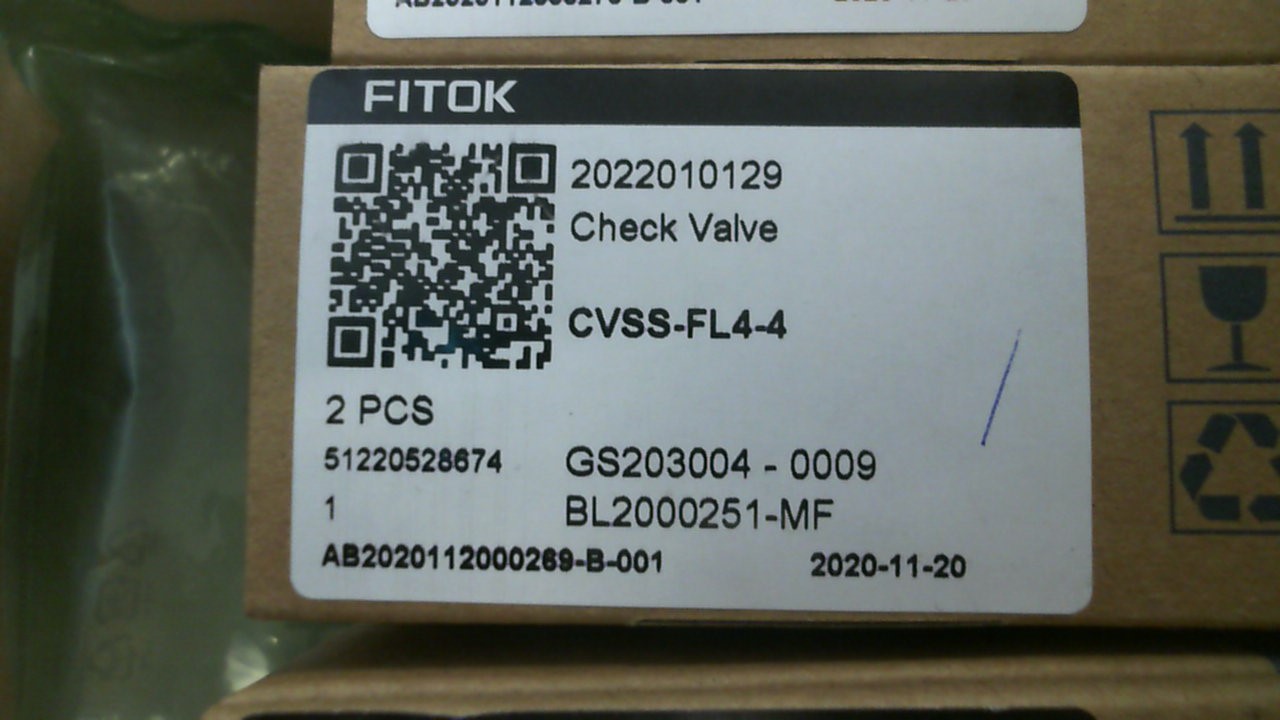 FITOK
2022010129
Check Valve
CVSS-FL4-4
2 PCS
51220528674 GS203004 - 0009
1 BL2000251-MF
AB2020112000269-B-001 2020-11-20